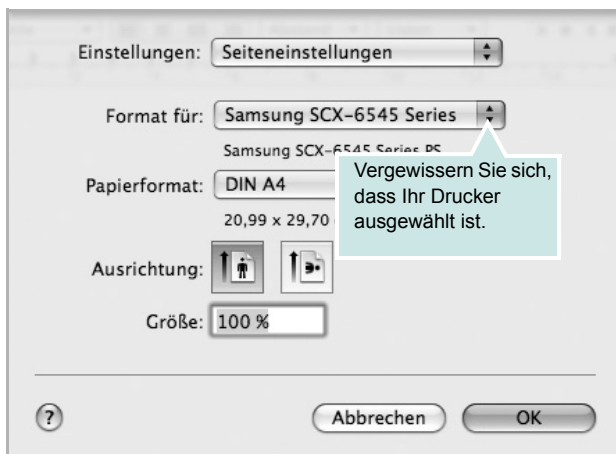 Einstellungen: Seiteneinstellungen
Format für: Samsung SCX-6545 Series
Samsung SCX-6545 Series PS
Vergewissern Sie sich,
dass Ihr Drucker
ausgewählt ist.
Papierformat: DIN A4
20,99 x 29,70
Ausrichtung:
Größe: 100 %
?
Abbrechen OK